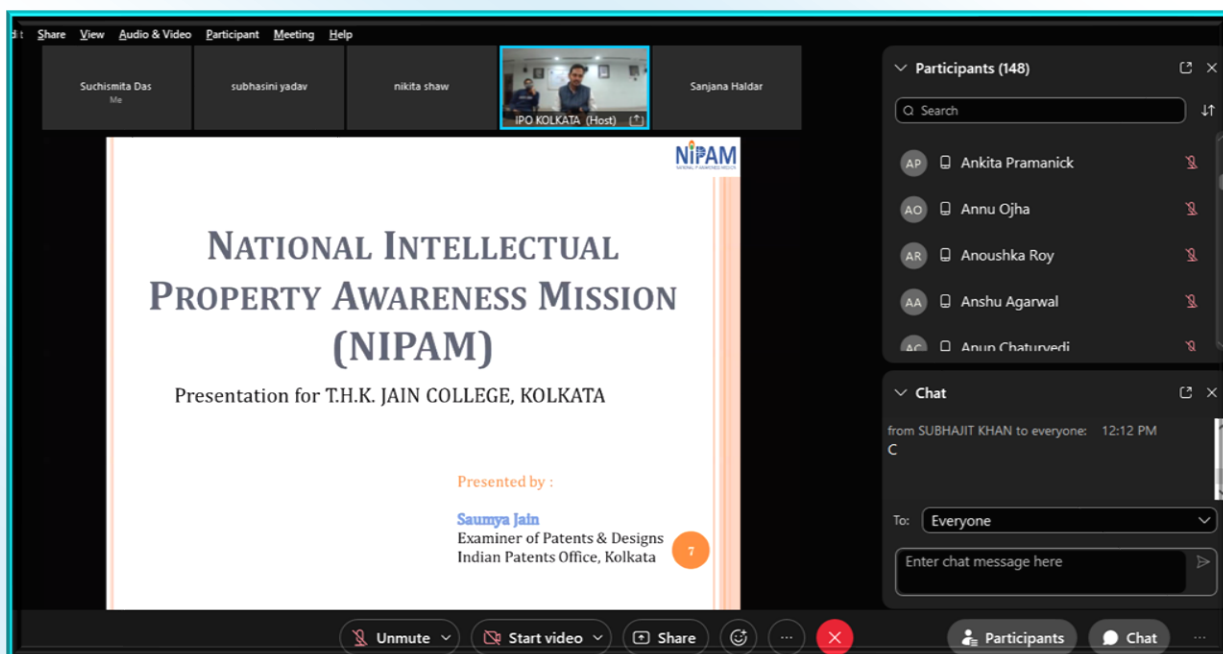 Share View Audio & Video Participant Meeting Help
Suchismita Das
Me
subhasini yadav
nikita shaw
IPO KOLKATA (Host)
Sanjana Haldar
NIPAM
NATIONAL INTELLECTUAL
PROPERTY AWARENESS MISSION
(NIPAM)
Presentation for T.H.K. JAIN COLLEGE, KOLKATA
Presented by :
Saumya Jain
Examiner of Patents & Designs
Indian Patents Office, Kolkata
7
Participants (148)
Search
AP Ankita Pramanick
AO Annu Ojha
AR Anoushka Roy
AA Anshu Agarwal
AC Anup Chaturvedi
Chat
from SUBHAJIT KHAN to everyone: 12:12 PM
C
To: Everyone
Enter chat message here
Unmute
Start video
Share
Participants
Chat